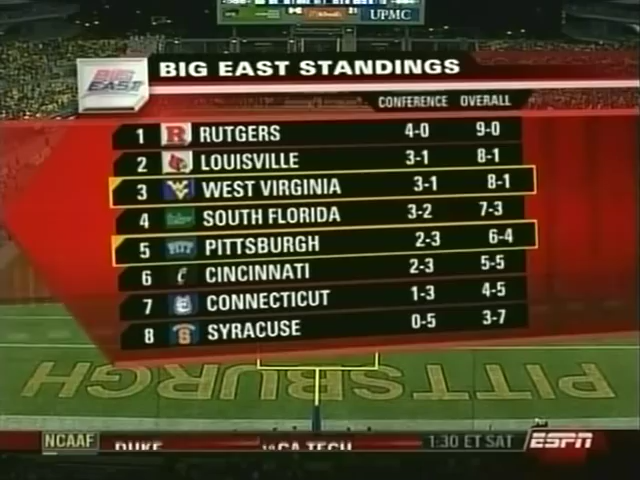 UPMC
BIG EAST
BIG EAST STANDINGS
CONFERENCE OVERALL
1 R RUTGERS 4-0 9-0
2 LOUISVILLE 3-1 8-1
3 WV WEST VIRGINIA 3-1 8-1
4 SOUTH FLORIDA 3-2 7-3
5 PITT PITTSBURGH 2-3 6-4
6 C CINCINNATI 2-3 5-5
7 CONNECTICUT 1-3 4-5
8 S SYRACUSE 0-5 3-7
PITTSBURGH
NCAAF DUKE GA TECH 1:30 ET SAT ESPN